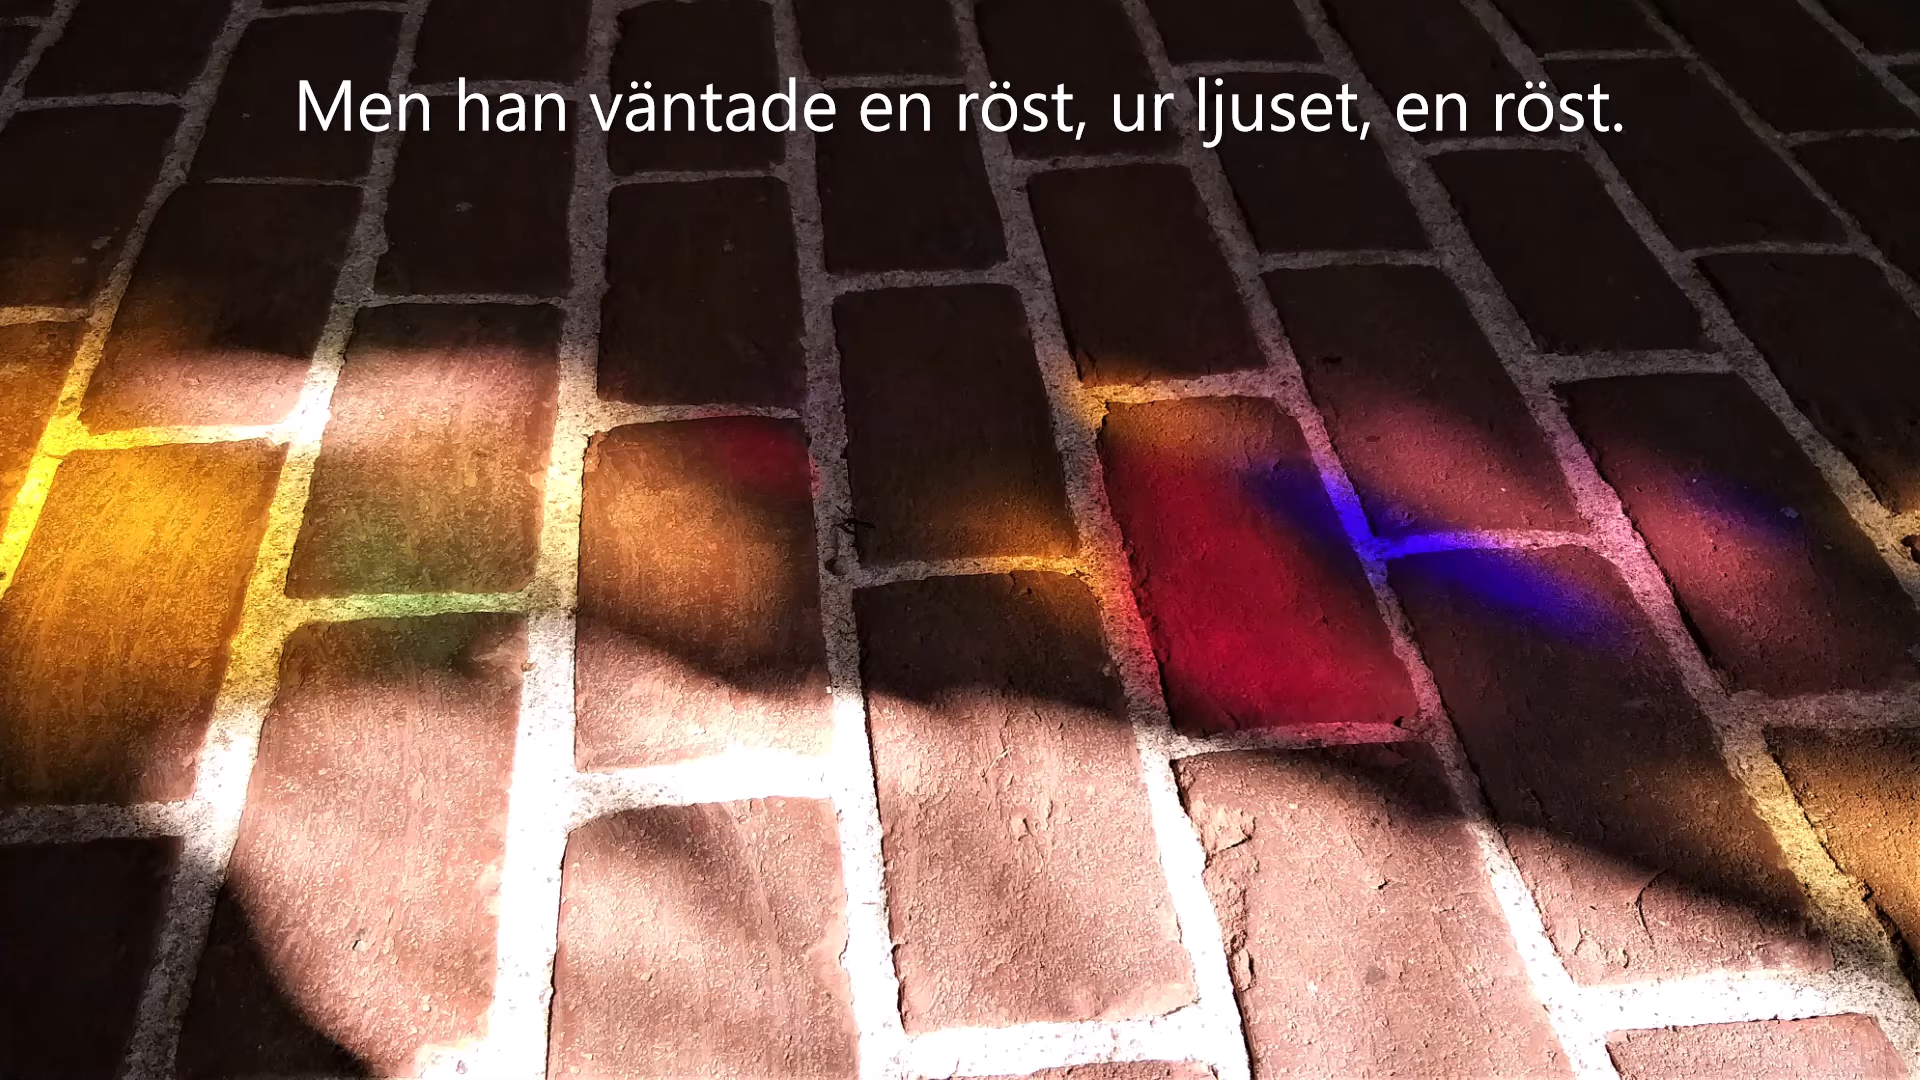 Men han väntade en röst, ur ljuset, en röst.